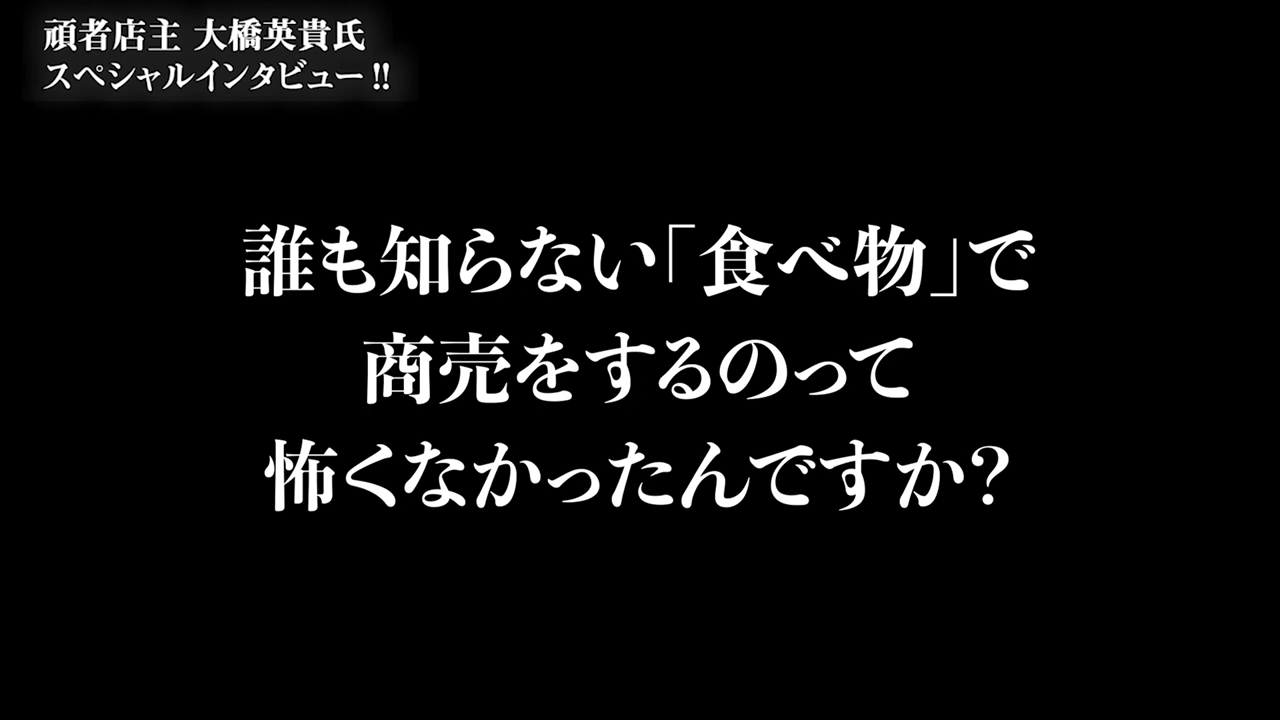 頑者店主 大橋英貴氏
スペシャルインタビュー!!
誰も知らない「食べ物」で
商売をするのって
怖くなかったんですか?